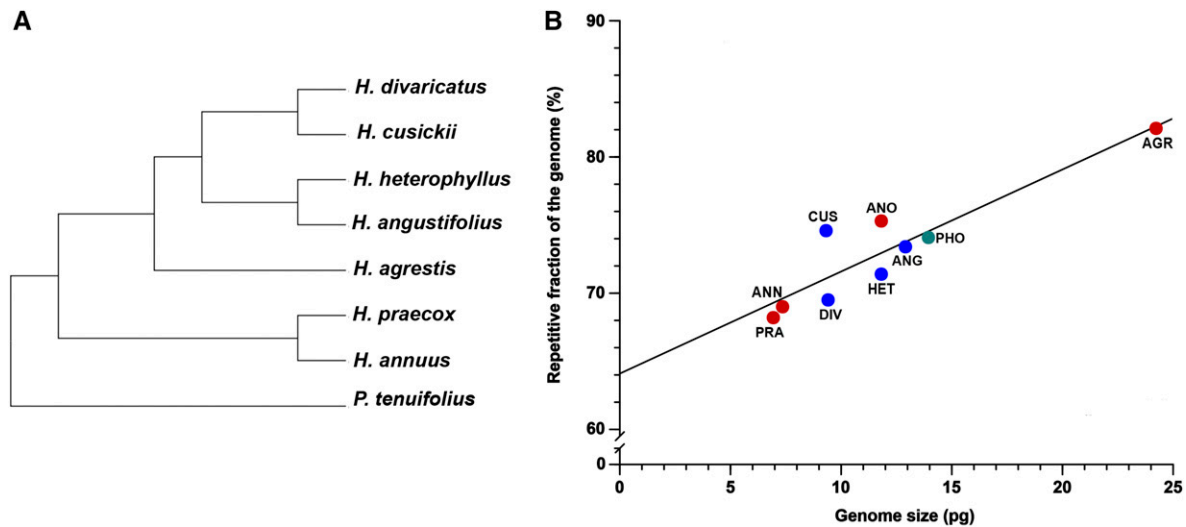 A
H. divaricatus
H. cusickii
H. heterophyllus
H. angustifolius
H. agrestis
H. praecox
H. annuus
P. tenuifolius
B
Repetitive fraction of the genome (%)
90
80
70
60
0
AGR
CUS
ANO
PHO
ANG
HET
ANN
DIV
PRA
0 5 10 15 20 25
Genome size (pg)